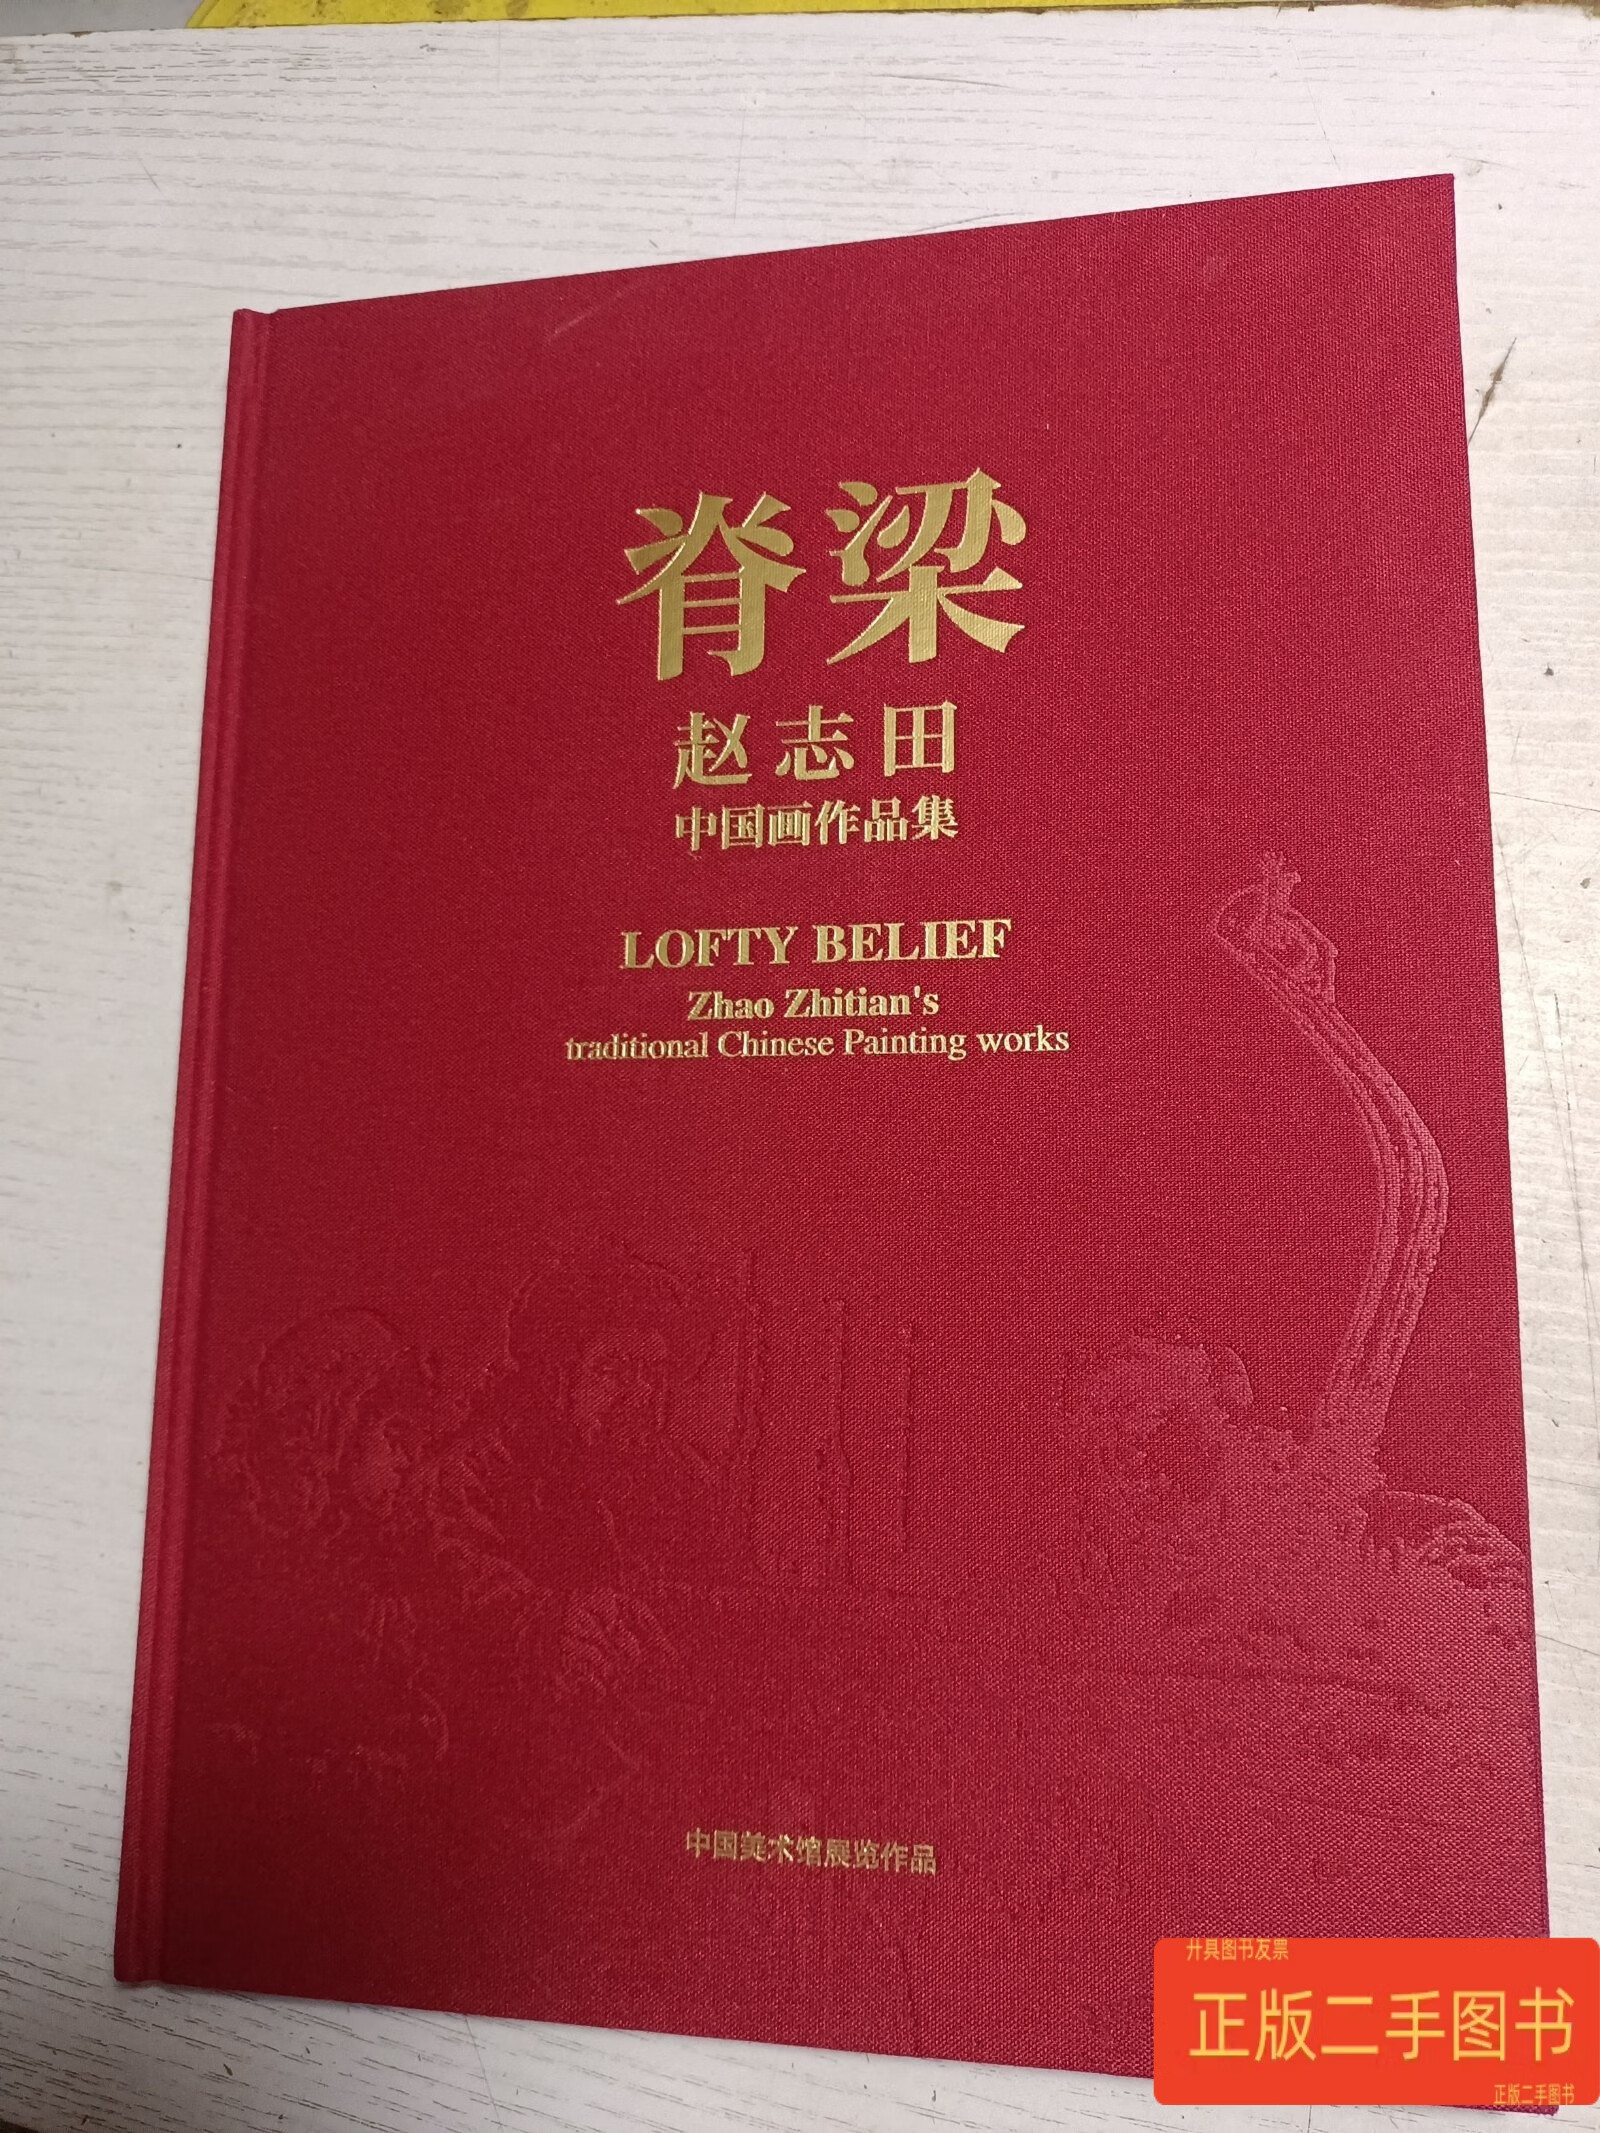 脊梁
赵志田
中国画作品集
LOFTY BELIEF
Zhao Zhitian's
traditional Chinese Painting works
中国美术馆展览作品
开具图书发票
正版二手图书
正版二手图书